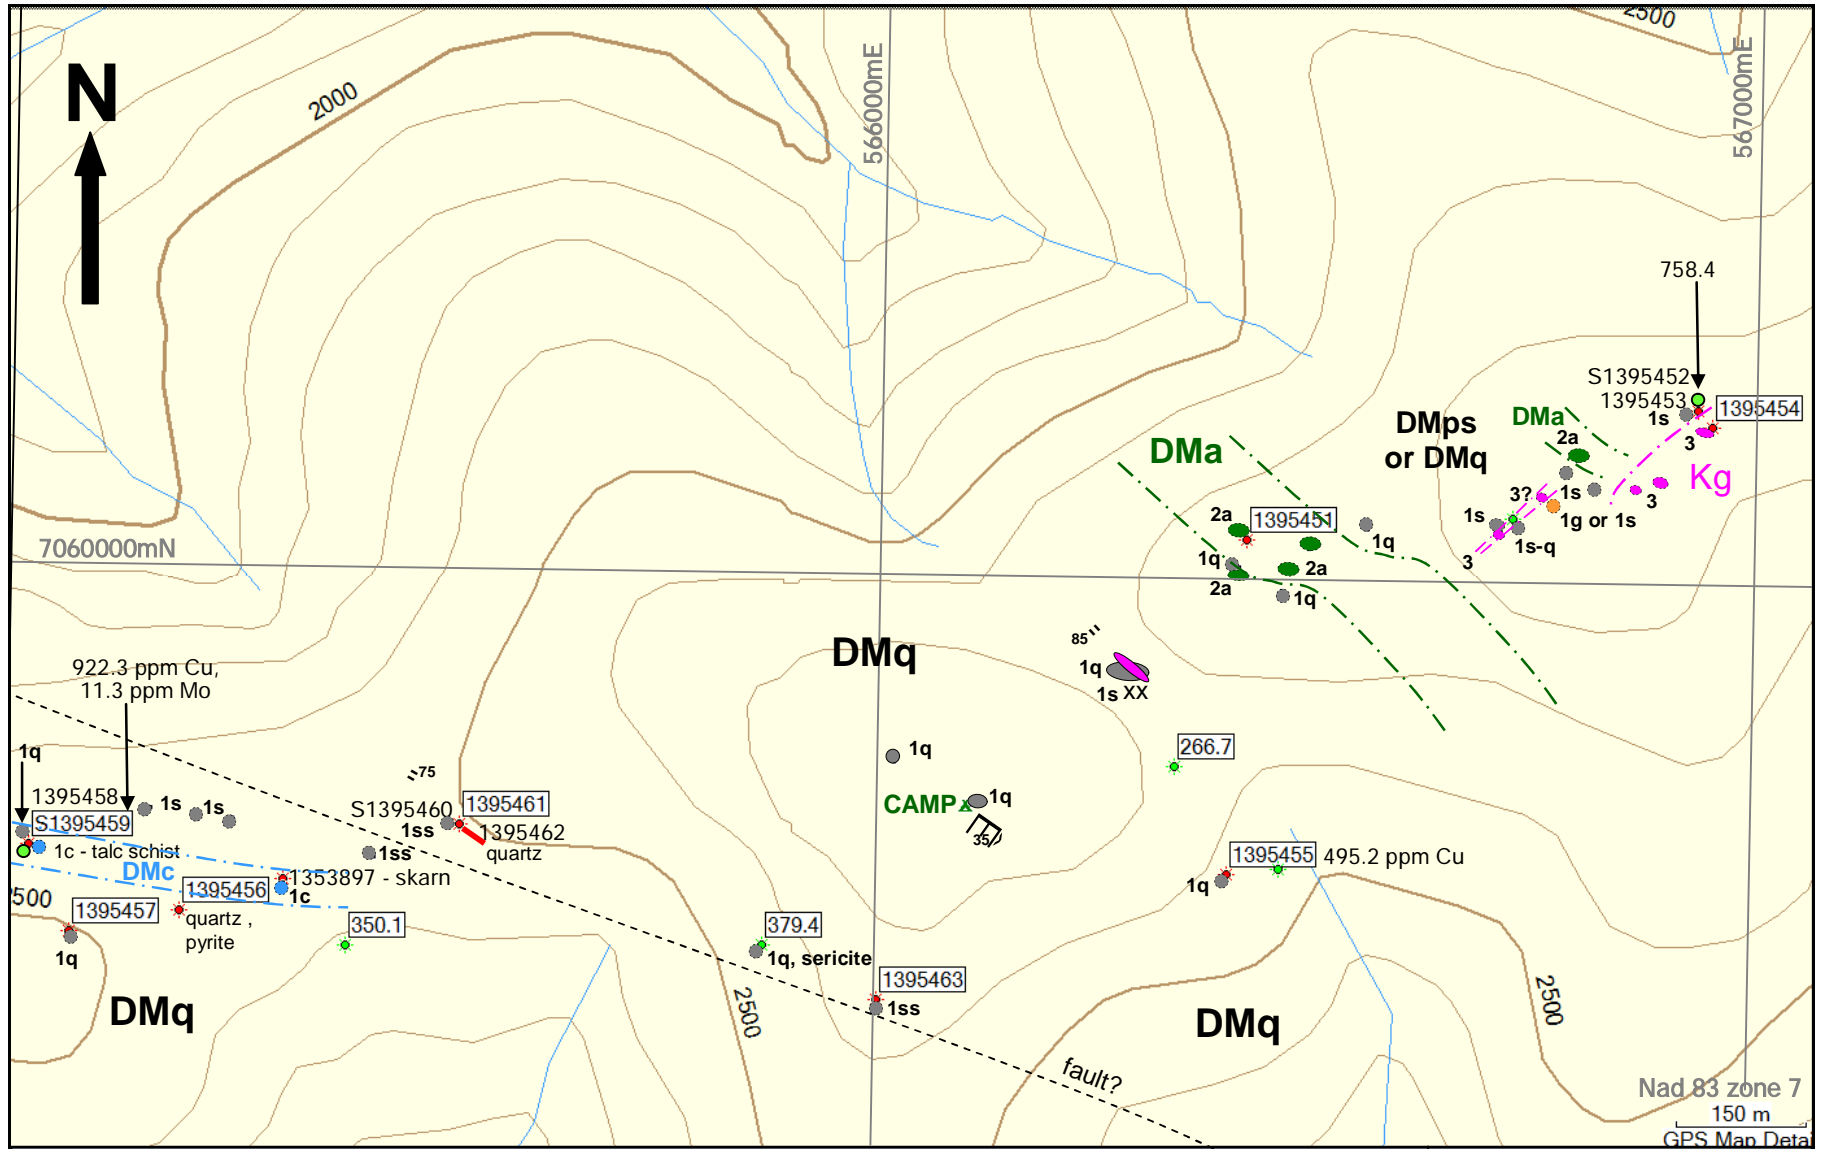 2500
N
2000
566000mE
567000mE
758.4
S1395452
1395453
1395454
1s
3
DMps
or DMq
DMa
2a
DMa
Kg
3?
1s
3
1g or 1s
1s
1s-q
3
2a
1395451
1q
1q
2a
2a
1q
7060000mN
DMq
85
1q
1s XX
922.3 ppm Cu,
11.3 ppm Mo
1q
1395458
1s
1s
S1395459
1c - talc schist
DMc
75
S1395460
1395461
1ss
1395462
quartz
1ss
1353897 - skarn
1c
1395456
quartz ,
pyrite
500
1395457
1q
350.1
DMq
1q
CAMP
1q
35
266.7
1395455
495.2 ppm Cu
1q
379.4
1q, sericite
1395463
1ss
2500
DMq
2500
fault?
Nad 83 zone 7
150 m
GPS Map Detai